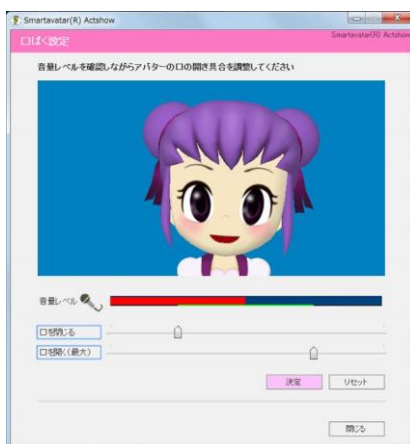 Smartavatar(R) Actshow
口ぱく設定
Smartavatar(R) Actshow
音量レベルを確認しながらアバターの口の開き具合を調整してください
音量レベル
口を閉じる
口を開く(最大)
決定
リセット
閉じる